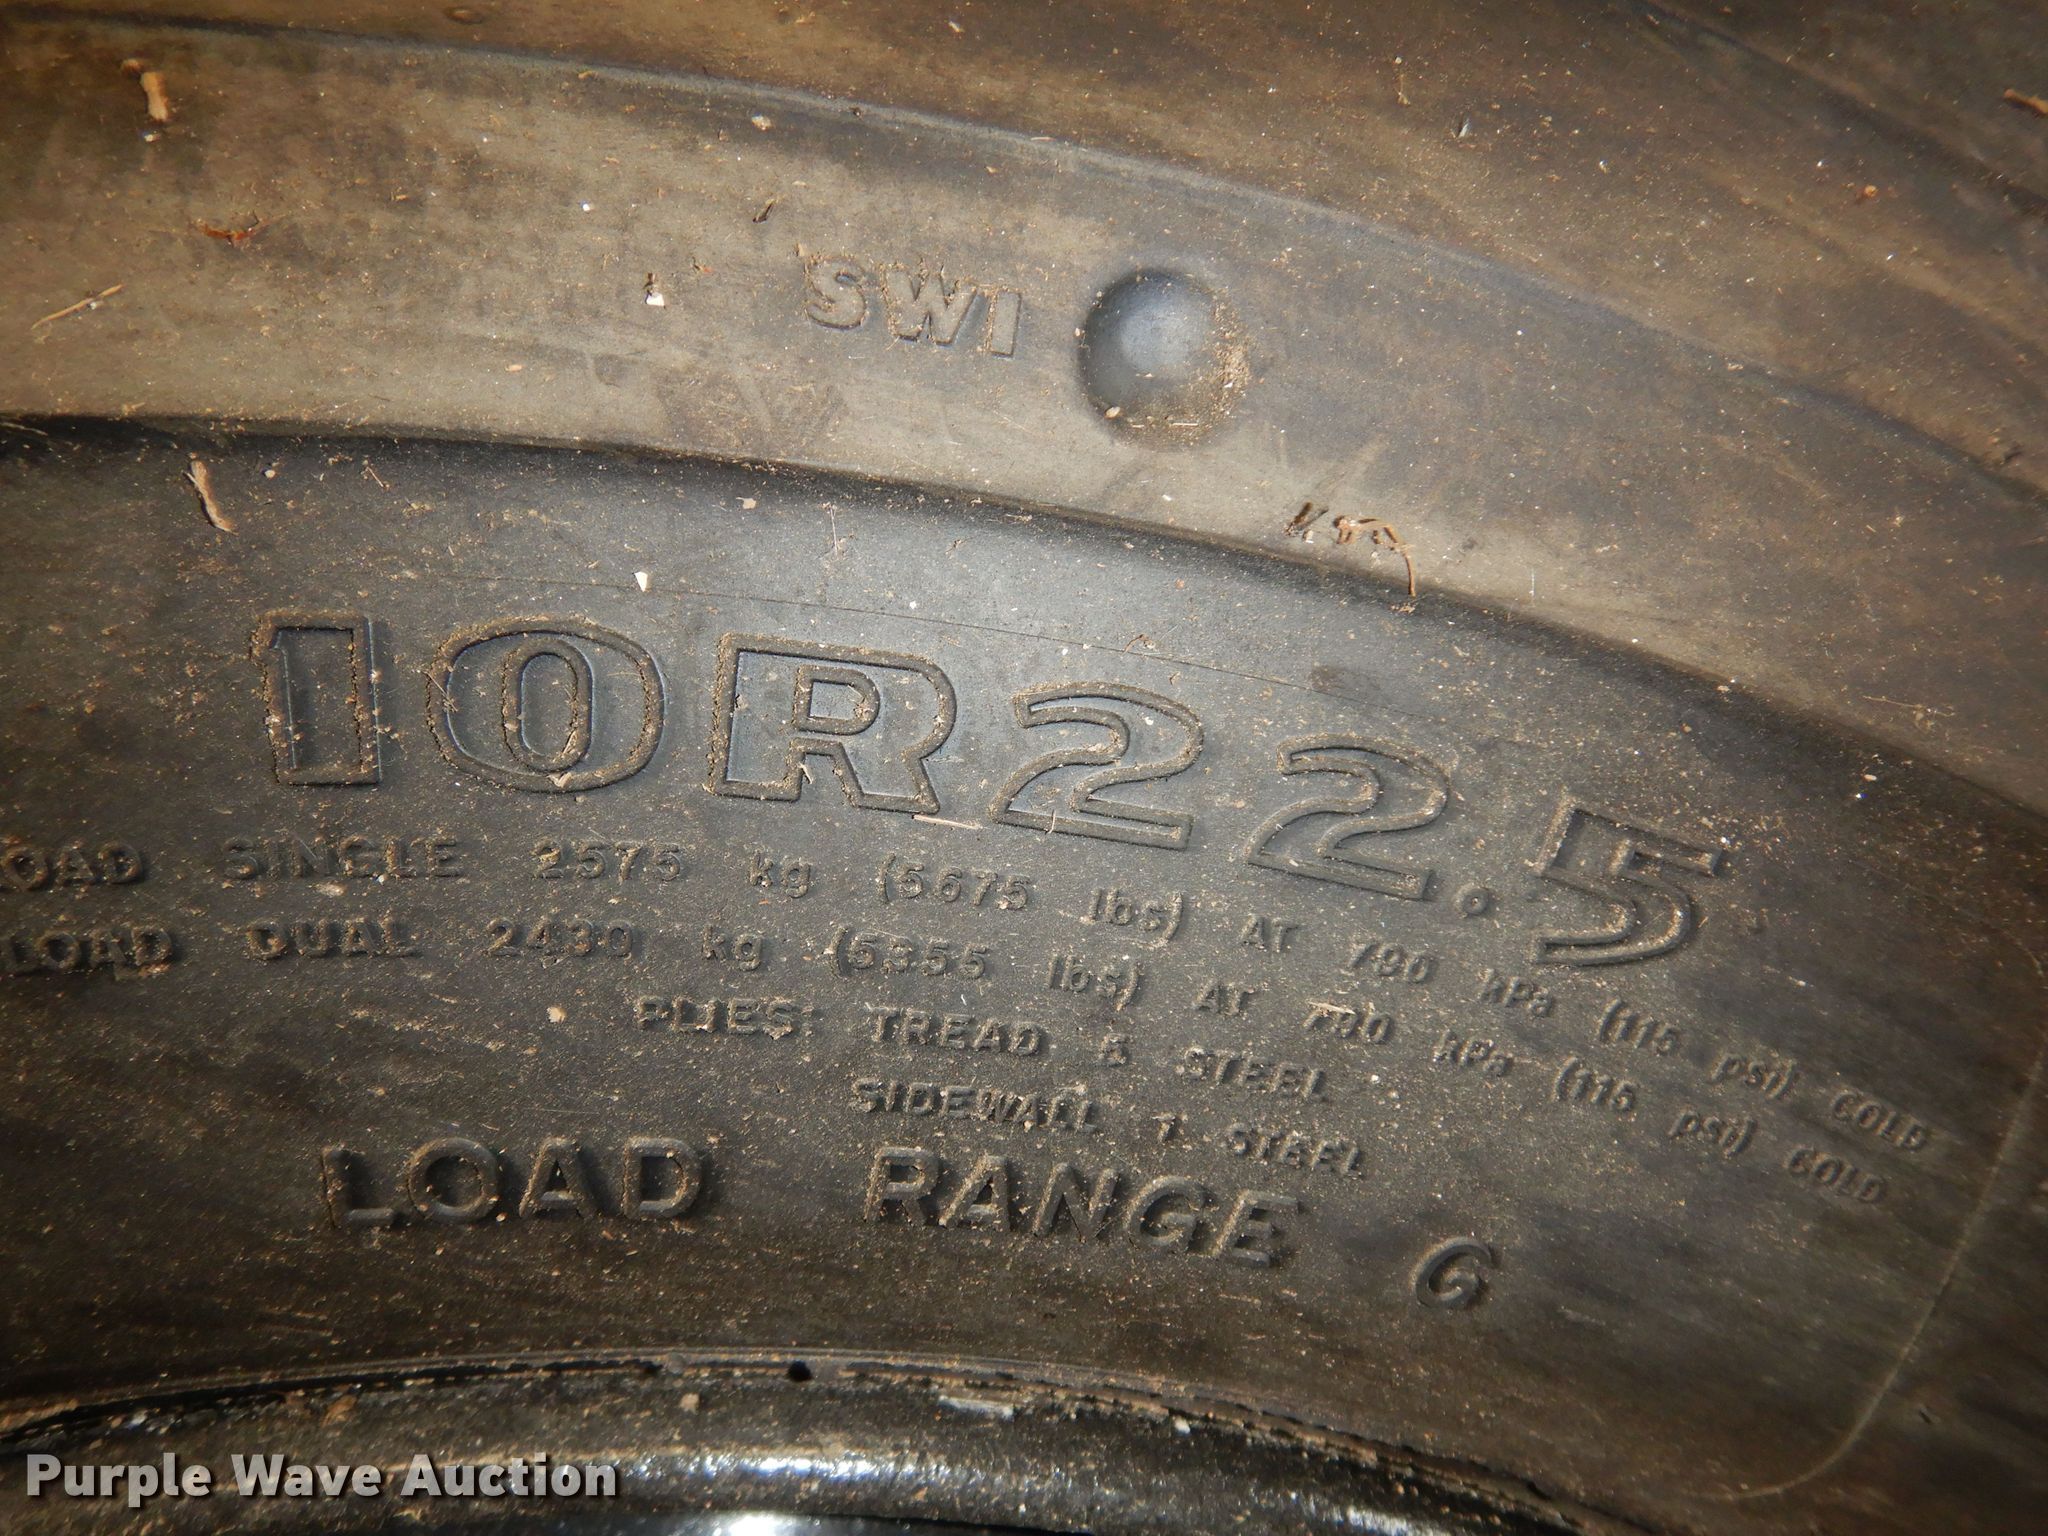 SWI
10R22.5
LOAD SINGLE 2575 kg (5675 lbs) AT 790 kPa (115 psi) COLD
LOAD DUAL 2430 kg (5355 lbs) AT 790 kPa (115 psi) COLD
PLIES: TREAD 5 STEEL
SIDEWALL 1 STEEL
LOAD RANGE G
Purple Wave Auction